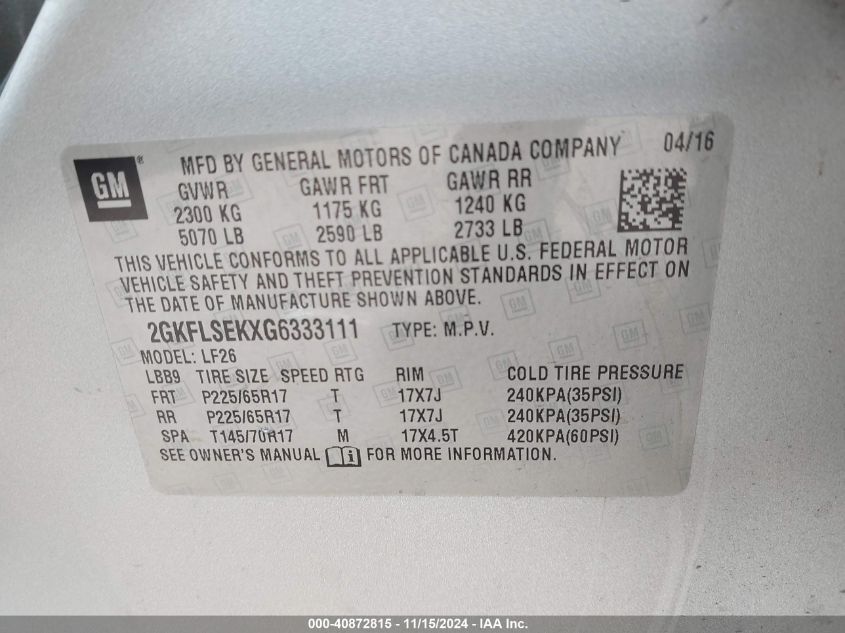 GM® MFD BY GENERAL MOTORS OF CANADA COMPANY 04/16
GVWR GAWR FRT GAWR RR
2300 KG 1175 KG 1240 KG
5070 LB 2590 LB 2733 LB
THIS VEHICLE CONFORMS TO ALL APPLICABLE U.S. FEDERAL MOTOR
VEHICLE SAFETY AND THEFT PREVENTION STANDARDS IN EFFECT ON
THE DATE OF MANUFACTURE SHOWN ABOVE.
2GKFLSEKXG6333111 TYPE: M.P.V.
MODEL: LF26
LBB9 TIRE SIZE SPEED RTG RIM COLD TIRE PRESSURE
FRT P225/65R17 T 17X7J 240KPA(35PSI)
RR P225/65R17 T 17X7J 240KPA(35PSI)
SPA T145/70R17 M 17X4.5T 420KPA(60PSI)
SEE OWNER'S MANUAL FOR MORE INFORMATION.
000-40872815 - 11/15/2024 - IAA Inc.